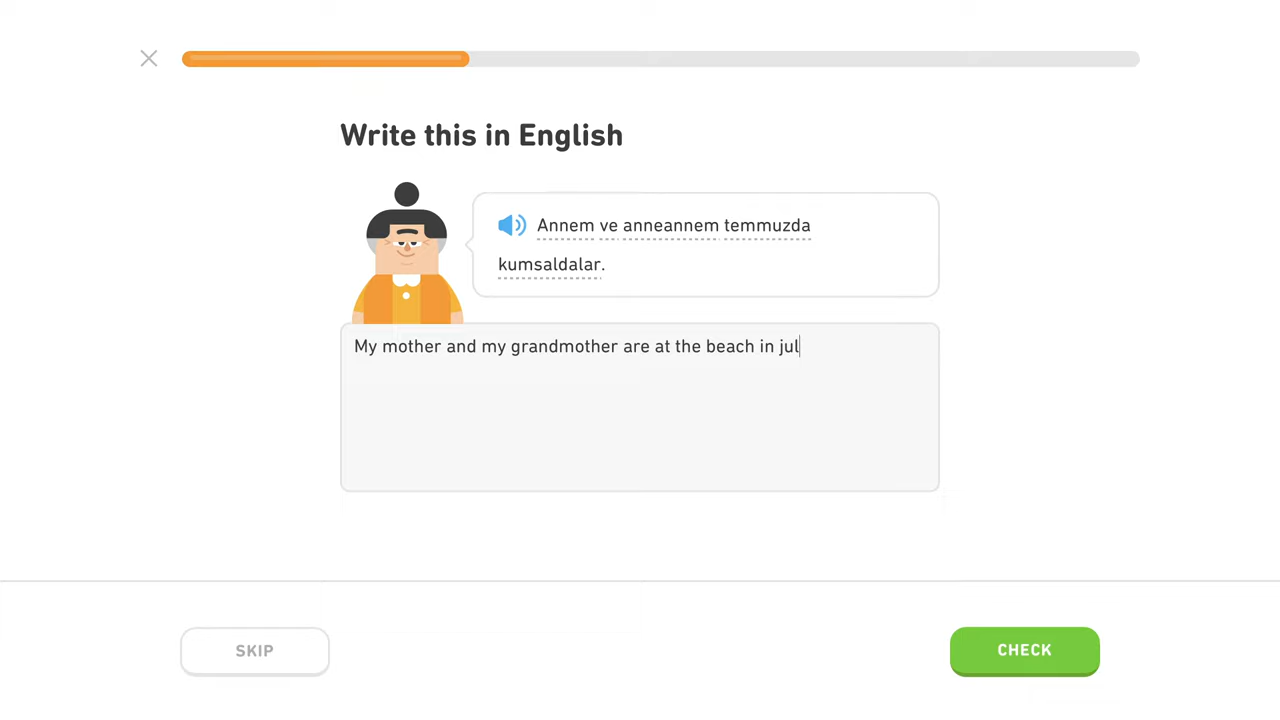 Write this in English
Annem ve anneannem temmuzda
kumsaldalar.
My mother and my grandmother are at the beach in jul
SKIP
CHECK